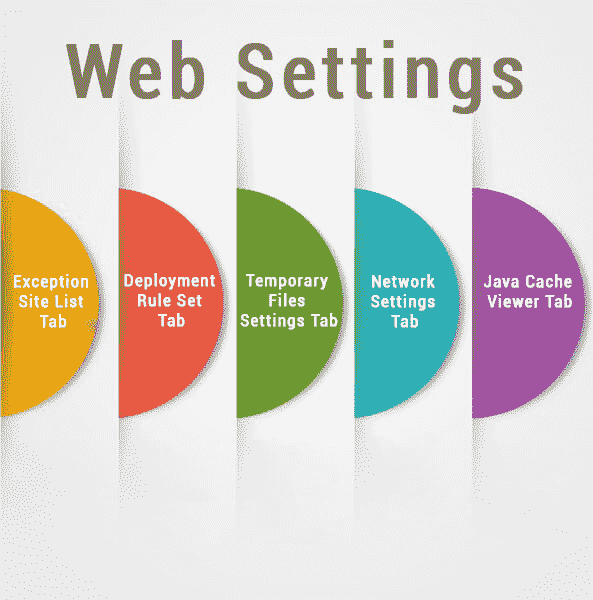 Web Settings
Exception
Site List
Tab
Deployment
Rule Set
Tab
Temporary
Files
Settings Tab
Network
Settings
Tab
Java Cache
Viewer Tab